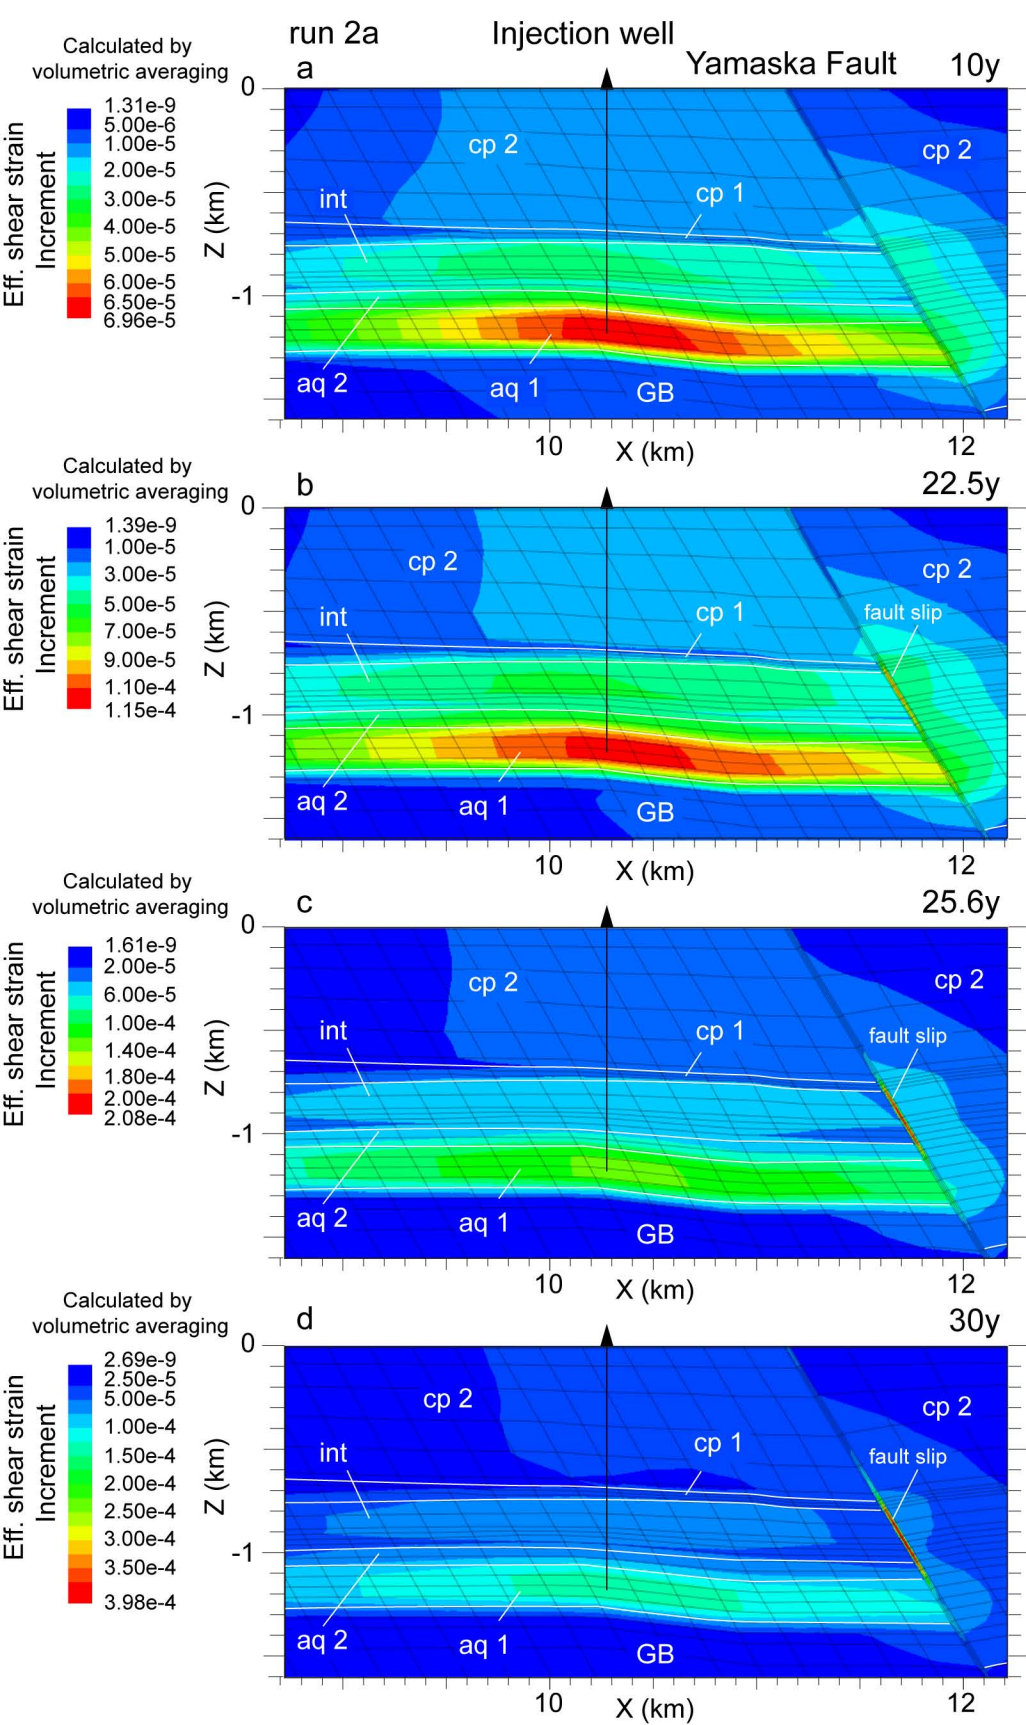 run 2a
Injection well
Calculated by
volumetric averaging
a
Yamaska Fault
10y
Eff. shear strain
Increment
1.31e-9
5.00e-6
1.00e-5
2.00e-5
3.00e-5
4.00e-5
5.00e-5
6.00e-5
6.50e-5
6.96e-5
Z (km)
0
-1
cp 2
cp 2
int
cp 1
aq 2
aq 1
GB
10
X (km)
12
Calculated by
volumetric averaging
b
22.5y
Eff. shear strain
Increment
1.39e-9
1.00e-5
3.00e-5
5.00e-5
7.00e-5
9.00e-5
1.10e-4
1.15e-4
Z (km)
0
-1
cp 2
cp 2
int
cp 1
fault slip
aq 2
aq 1
GB
10
X (km)
12
Calculated by
volumetric averaging
c
25.6y
Eff. shear strain
Increment
1.61e-9
2.00e-5
6.00e-5
1.00e-4
1.40e-4
1.80e-4
2.00e-4
2.08e-4
Z (km)
0
-1
cp 2
cp 2
int
cp 1
fault slip
aq 2
aq 1
GB
10
X (km)
12
Calculated by
volumetric averaging
d
30y
Eff. shear strain
Increment
2.69e-9
2.50e-5
5.00e-5
1.00e-4
1.50e-4
2.00e-4
2.50e-4
3.00e-4
3.50e-4
3.98e-4
Z (km)
0
-1
cp 2
cp 2
int
cp 1
fault slip
aq 2
aq 1
GB
10
X (km)
12